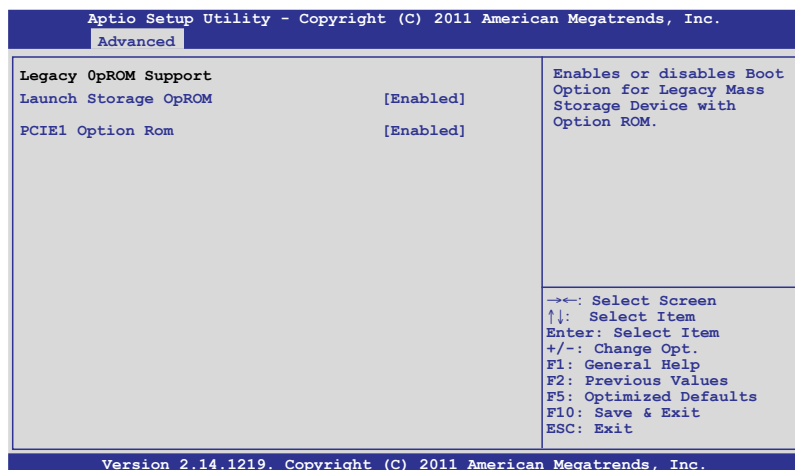 Aptio Setup Utility - Copyright (C) 2011 American Megatrends, Inc.
Advanced
Legacy 0pROM Support
Launch Storage OpROM [Enabled]
PCIE1 Option Rom [Enabled]
Enables or disables Boot
Option for Legacy Mass
Storage Device with
Option ROM.
→←: Select Screen
↑↓: Select Item
Enter: Select Item
+/-: Change Opt.
F1: General Help
F2: Previous Values
F5: Optimized Defaults
F10: Save & Exit
ESC: Exit
Version 2.14.1219. Copyright (C) 2011 American Megatrends, Inc.